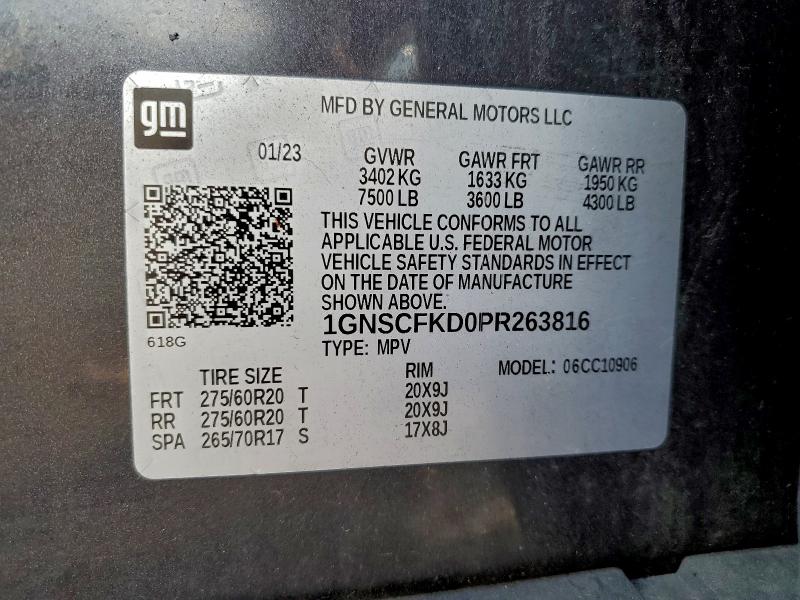 gm
MFD BY GENERAL MOTORS LLC
01/23
GVWR GAWR FRT GAWR RR
3402 KG 1633 KG 1950 KG
7500 LB 3600 LB 4300 LB
THIS VEHICLE CONFORMS TO ALL
APPLICABLE U.S. FEDERAL MOTOR
VEHICLE SAFETY STANDARDS IN EFFECT
ON THE DATE OF MANUFACTURE
SHOWN ABOVE.
1GNSCFKD0PR263816
618G
TYPE: MPV
MODEL: 06CC10906
TIRE SIZE RIM
FRT 275/60R20 T 20X9J
RR 275/60R20 T 20X9J
SPA 265/70R17 S 17X8J